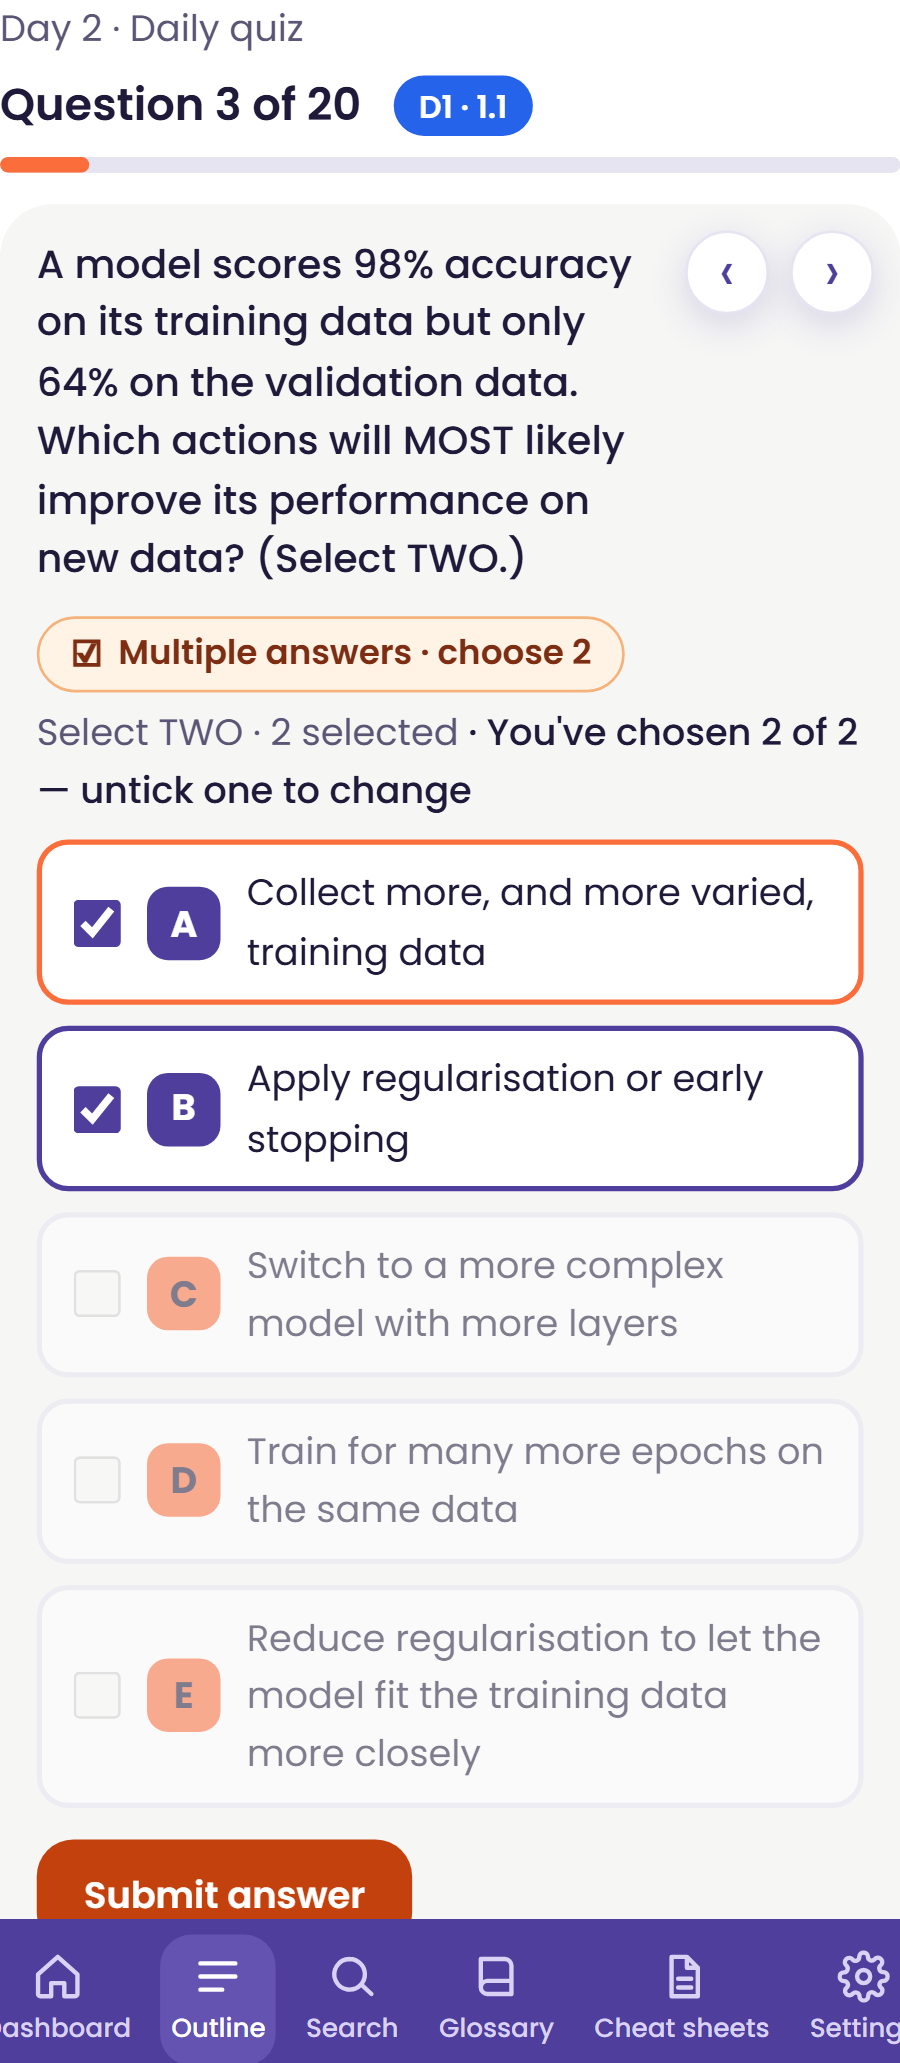 Day 2 · Daily quiz
Question 3 of 20 D1 · 1.1
A model scores 98% accuracy
on its training data but only
64% on the validation data.
Which actions will MOST likely
improve its performance on
new data? (Select TWO.)
Multiple answers · choose 2
Select TWO · 2 selected · You've chosen 2 of 2
— untick one to change
A Collect more, and more varied,
training data
B Apply regularisation or early
stopping
C Switch to a more complex
model with more layers
D Train for many more epochs on
the same data
E Reduce regularisation to let the
model fit the training data
more closely
Submit answer
ashboard Outline Search Glossary Cheat sheets Setting